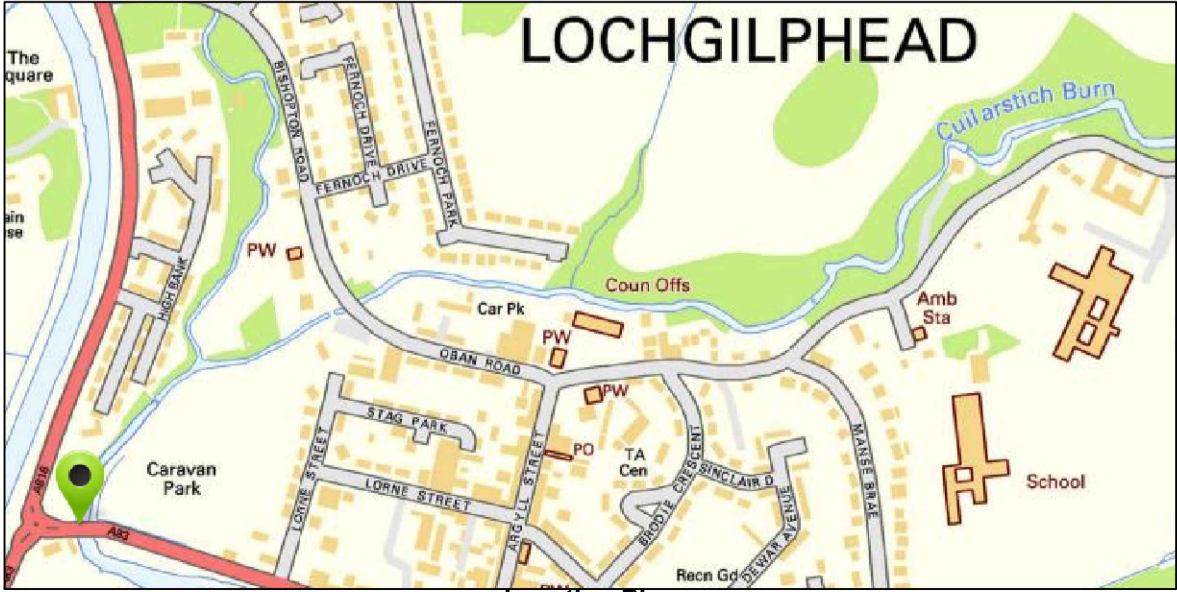 LOCHGILPHEAD
The
quare
BISHOPTON ROAD
FERNOCH DRIVE
FERNOCH PARK
FERNOCH DRIVE
Cuilarstich Burn
ain
se
PW
HIGH BANK
Coun Offs
Car Pk
Amb
Sta
PW
OBAN ROAD
PW
STAG PARK
PO
TA
Cen
ARGYLL STREET
BRODIE CRESCENT
SINCLAIR D
MANSE BRAE
Caravan
Park
LORNE STREET
LORNE STREET
School
A816
A83
DEWAR AVENUE
Recn Gd